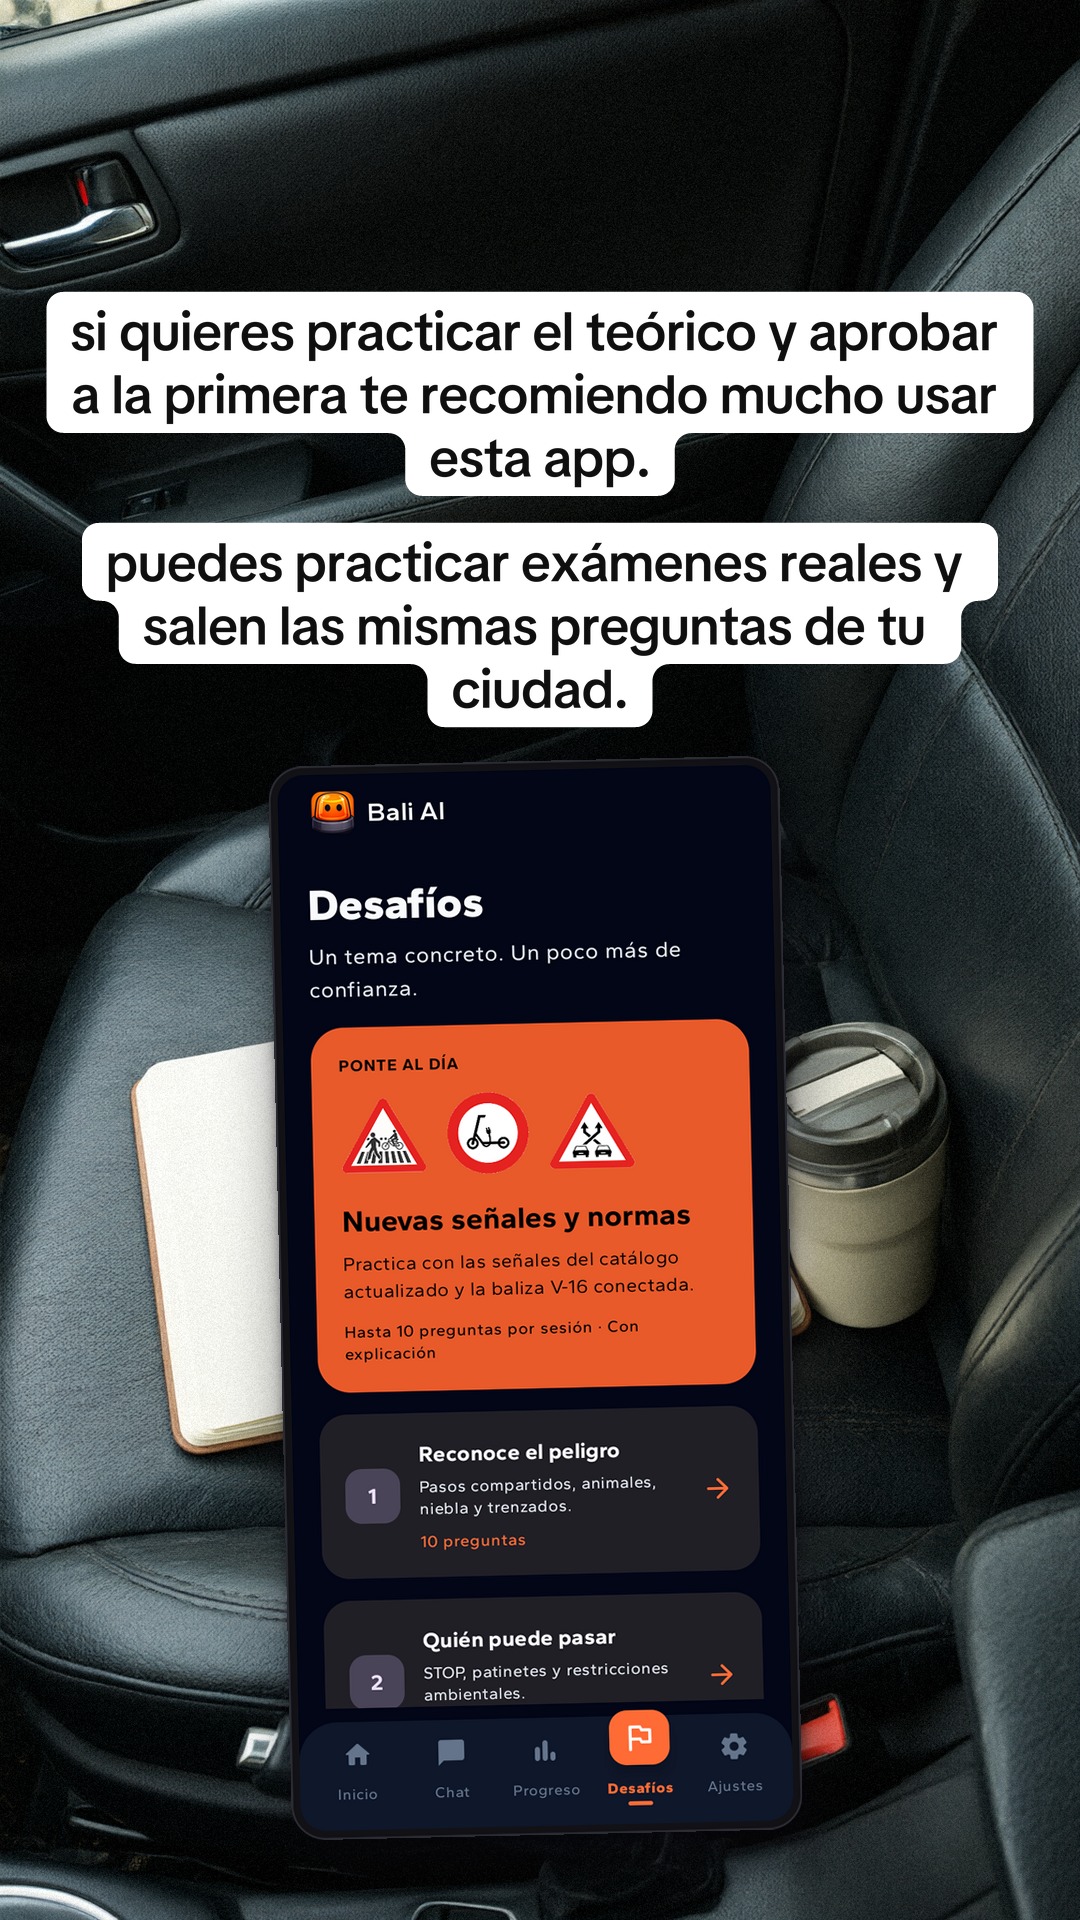 si quieres practicar el teórico y aprobar
a la primera te recomiendo mucho usar
esta app.
puedes practicar exámenes reales y
salen las mismas preguntas de tu
ciudad.
Bali AI
Desafíos
Un tema concreto. Un poco más de
confianza.
PONTE AL DÍA
Nuevas señales y normas
Practica con las señales del catálogo
actualizado y la baliza V-16 conectada.
Hasta 10 preguntas por sesión · Con
explicación
1
Reconoce el peligro
Pasos compartidos, animales,
niebla y trenzados.
10 preguntas
2
Quién puede pasar
STOP, patinetes y restricciones
ambientales.
Inicio
Chat
Progreso
Desafíos
Ajustes